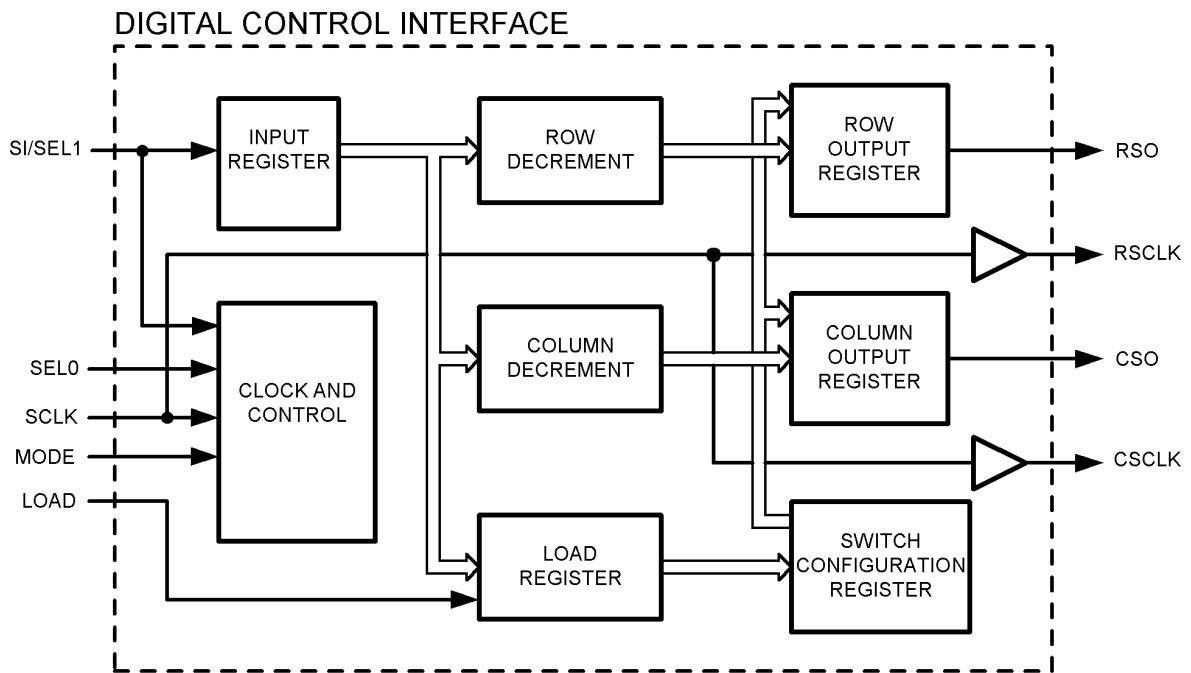 DIGITAL CONTROL INTERFACE
SI/SEL1
INPUT
REGISTER
ROW
DECREMENT
ROW
OUTPUT
REGISTER
RSO
RSCLK
SEL0
SCLK
MODE
LOAD
CLOCK AND
CONTROL
COLUMN
DECREMENT
COLUMN
OUTPUT
REGISTER
CSO
CSCLK
LOAD
REGISTER
SWITCH
CONFIGURATION
REGISTER